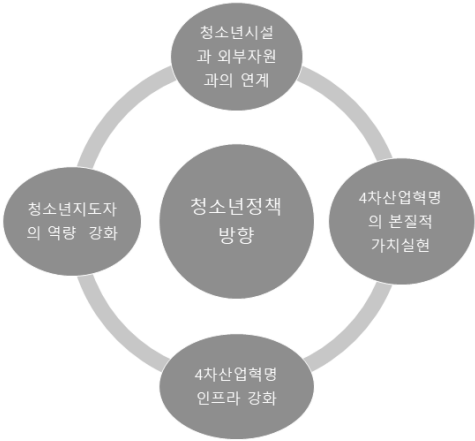 청소년시설
과 외부자원
과의 연계
청소년정책
방향
4차산업혁명
의 본질적
가치실현
4차산업혁명
인프라 강화
청소년지도자
의 역량 강화